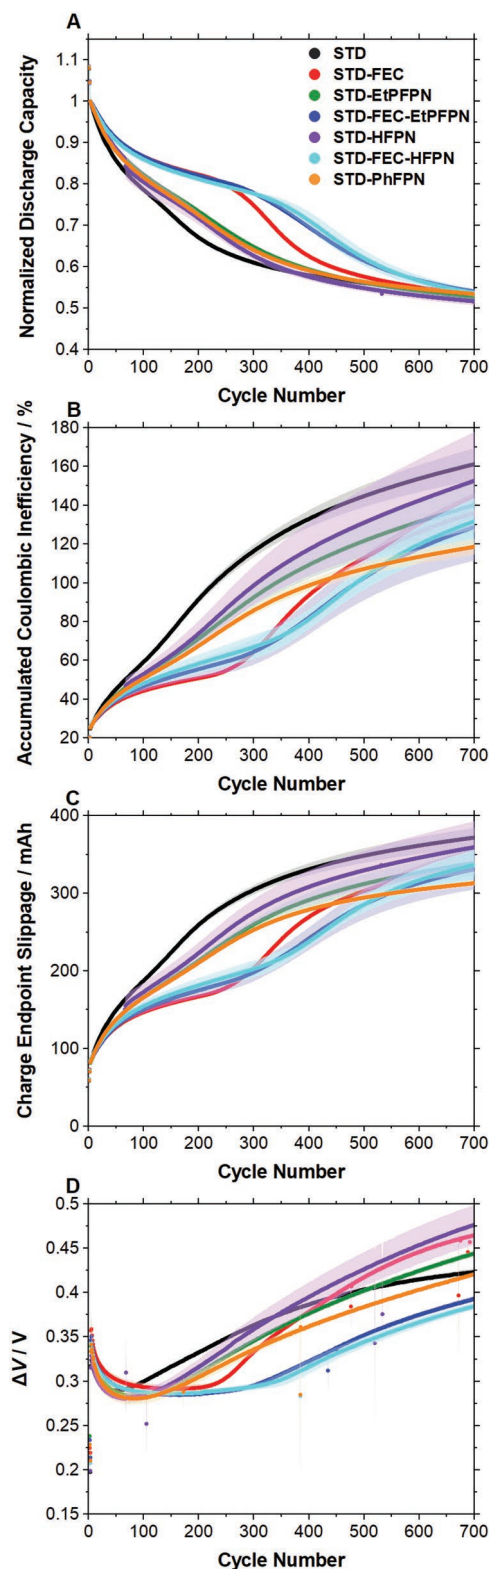 A
1.1
1
0.9
0.8
0.7
0.6
0.5
0.4
Normalized Discharge Capacity
STD
STD-FEC
STD-EtPFPN
STD-FEC-EtPFPN
STD-HFPN
STD-FEC-HFPN
STD-PhFPN
0 100 200 300 400 500 600 700
Cycle Number
B
180
160
140
120
100
80
60
40
20
Accumulated Coulombic Inefficiency / %
0 100 200 300 400 500 600 700
Cycle Number
C
400
300
200
100
0
Charge Endpoint Slippage / mAh
0 100 200 300 400 500 600 700
Cycle Number
D
0.5
0.45
0.4
0.35
0.3
0.25
0.2
0.15
ΔV / V
0 100 200 300 400 500 600 700
Cycle Number